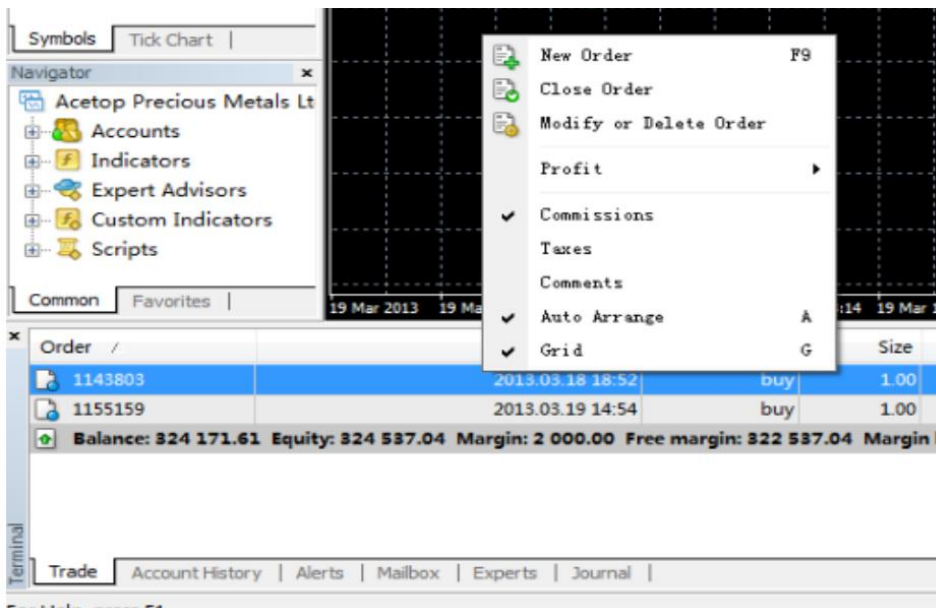 Symbols Tick Chart
Navigator
Acetop Precious Metals Lt
Accounts
Indicators
Expert Advisors
Custom Indicators
Scripts
Common Favorites
New Order F9
Close Order
Modify or Delete Order
Profit
Commissions
Taxes
Comments
Auto Arrange A
Grid G
19 Mar 2013 19 Ma :14 19 Mar
Order Size
1143803 2013.03.18 18:52 buy 1.00
1155159 2013.03.19 14:54 buy 1.00
Balance: 324 171.61 Equity: 324 537.04 Margin: 2 000.00 Free margin: 322 537.04 Margin
Terminal
Trade Account History Alerts Mailbox Experts Journal